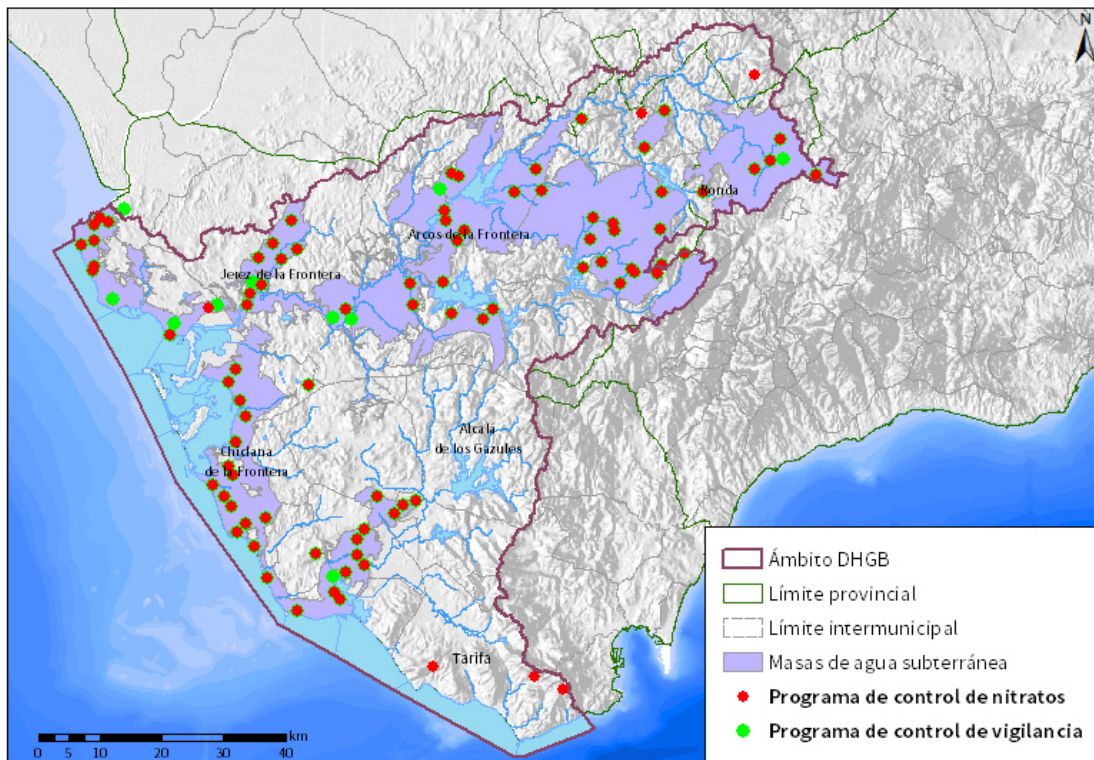 N
Ronda
Arcos de la Frontera
Jerez de la Frontera
Alcala
de los Gazules
Chiclana
de la Frontera
Tarifa
Ámbito DHGB
Límite provincial
Límite intermunicipal
Masas de agua subterránea
Programa de control de nitratos
Programa de control de vigilancia
km
0 5 10 20 30 40